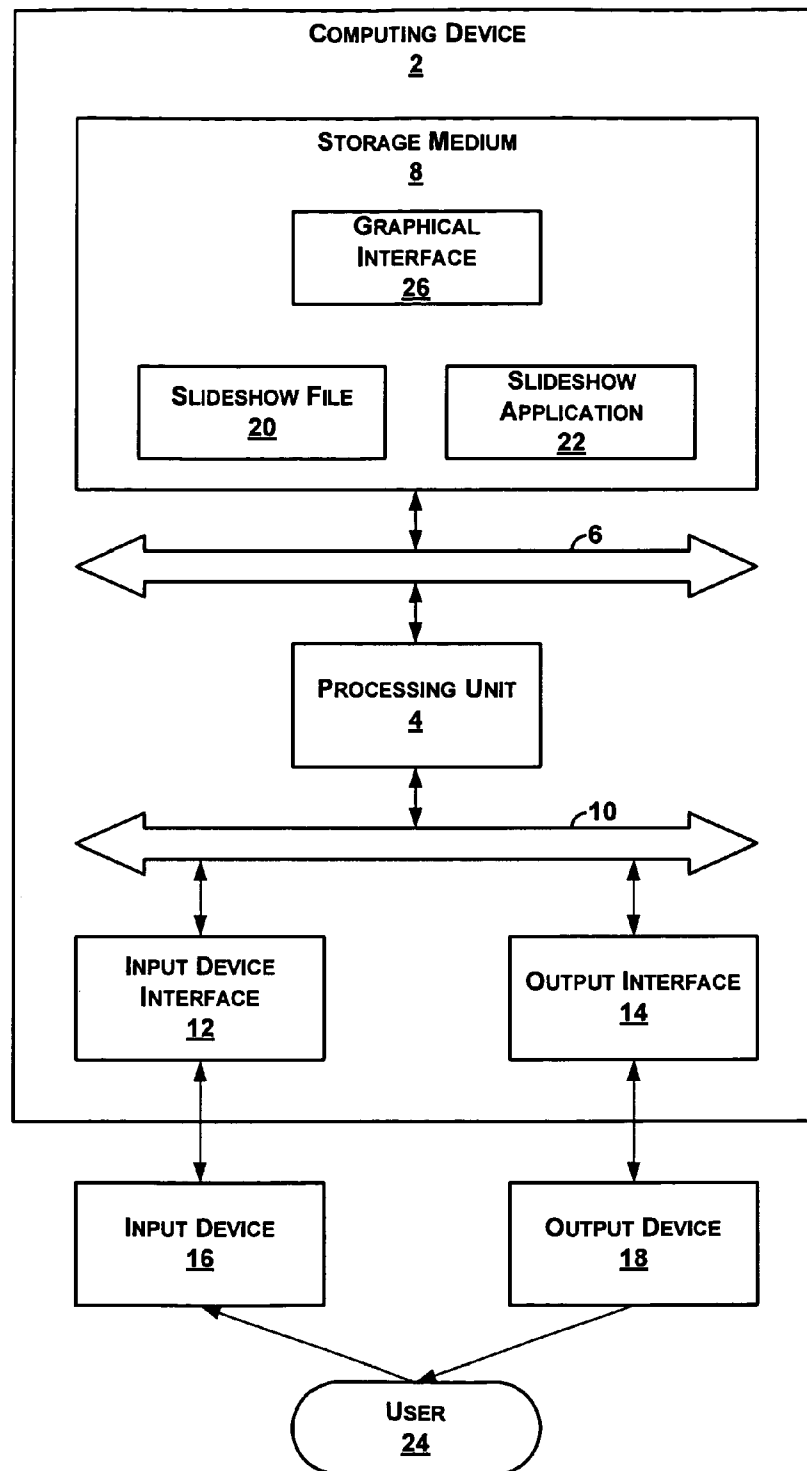 COMPUTING DEVICE
2
STORAGE MEDIUM
8
GRAPHICAL
INTERFACE
26
SLIDESHOW FILE
20
SLIDESHOW
APPLICATION
22
6
PROCESSING UNIT
4
10
INPUT DEVICE
INTERFACE
12
OUTPUT INTERFACE
14
INPUT DEVICE
16
OUTPUT DEVICE
18
USER
24